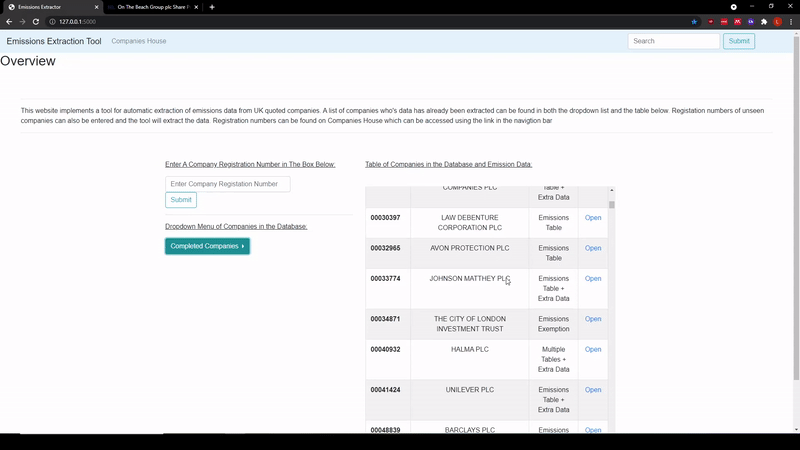 Emissions Extractor
On The Beach Group plc Share P
127.0.0.1:5000
Emissions Extraction Tool
Companies House
Search
Submit
Overview
This website implements a tool for automatic extraction of emissions data from UK quoted companies. A list of companies who's data has already been extracted can be found in both the dropdown list and the table below. Registation numbers of unseen
companies can also be entered and the tool will extract the data. Registration numbers can be found on Companies House which can be accessed using the link in the navigtion bar
Enter A Company Registration Number in The Box Below:
Enter Company Registation Number
Submit
Dropdown Menu of Companies in the Database.
Completed Companies
Table of Companies in the Database and Emission Data:
COMPANIES PLC
Table +
Extra Data
00030397 LAW DEBENTURE CORPORATION PLC Emissions Table Open
00032965 AVON PROTECTION PLC Emissions Table Open
00033774 JOHNSON MATTHEY PLC Emissions Table + Extra Data Open
00034871 THE CITY OF LONDON INVESTMENT TRUST Emissions Exemption Open
00040932 HALMA PLC Multiple Tables + Extra Data Open
00041424 UNILEVER PLC Emissions Table + Extra Data Open
00048839 BARCLAYS PLC Emissions Open